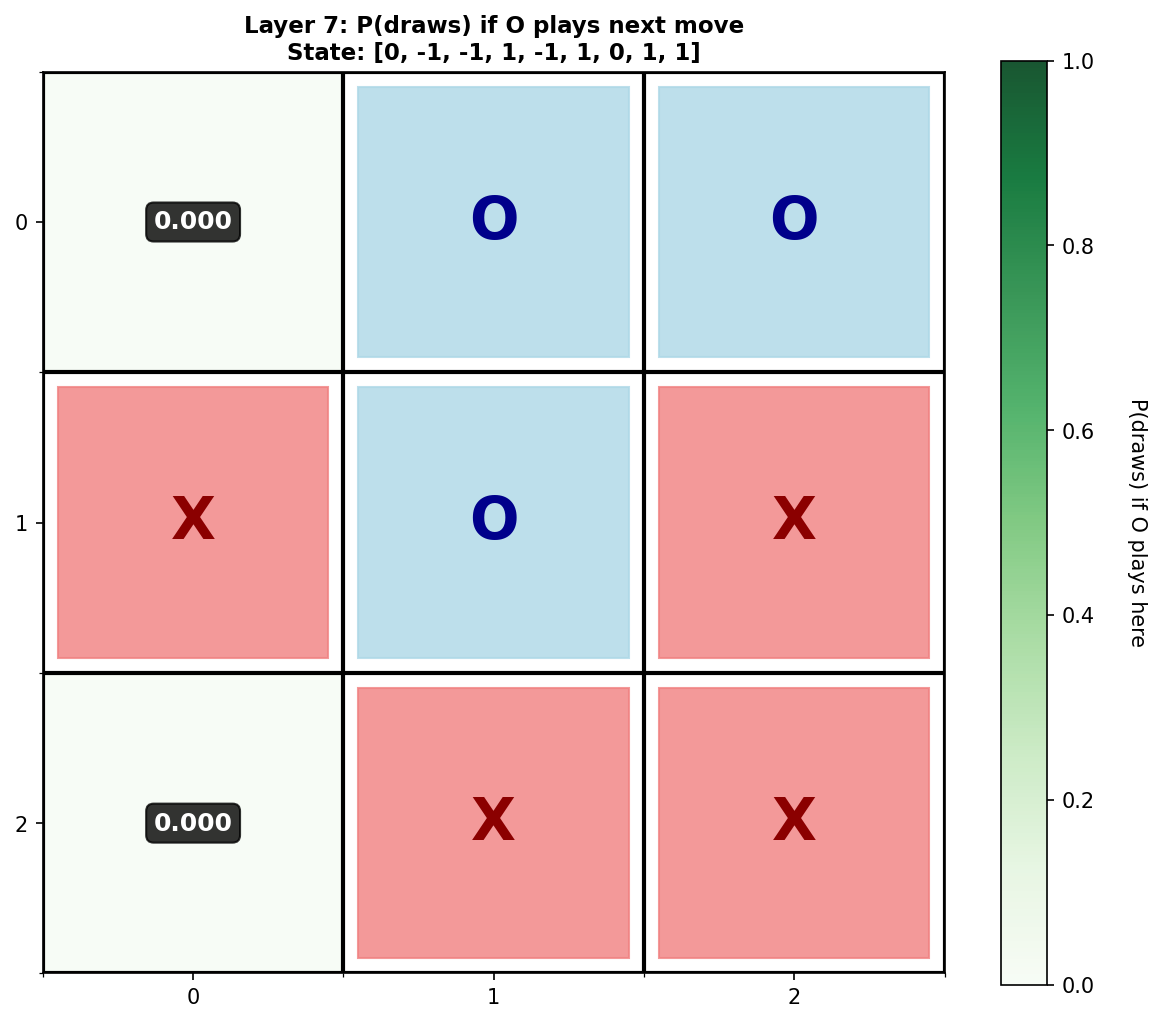 Layer 7: P(draws) if O plays next move
State: [0, -1, -1, 1, -1, 1, 0, 1, 1]
0.000 O O
X O X
0.000 X X
0
1
2
0 1 2
1.0
0.8
0.6
0.4
0.2
0.0
P(draws) if O plays here